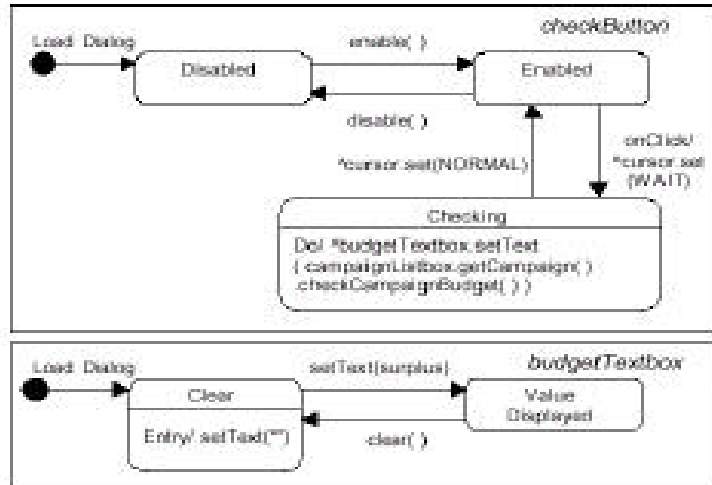 checkButton
Load Dialog
enable( )
Disabled
Enabled
disable( )
^cursor.set(NORMAL)
onClick/
^cursor.set
(WAIT)
Checking
Do/ ^budgetTextbox.setText
( campaignListbox.getCampaign( )
.checkCampaignBudget( ) )
budgetTextbox
Load Dialog
setText(surplus)
Clear
Value
Displayed
Entry/ setText("")
clear( )